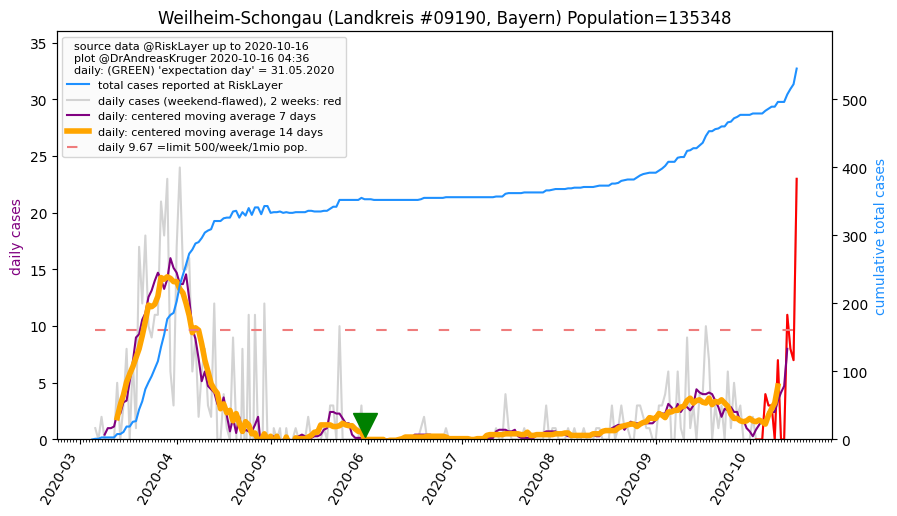 Weilheim-Schongau (Landkreis #09190, Bayern) Population=135348
source data @RiskLayer up to 2020-10-16
plot @DrAndreasKruger 2020-10-16 04:36
daily: (GREEN) 'expectation day' = 31.05.2020
total cases reported at RiskLayer
daily cases (weekend-flawed), 2 weeks: red
daily: centered moving average 7 days
daily: centered moving average 14 days
daily 9.67 =limit 500/week/1mio pop.
daily cases
35
30
25
20
15
10
5
0
cumulative total cases
500
400
300
200
100
0
2020-03
2020-04
2020-05
2020-06
2020-07
2020-08
2020-09
2020-10